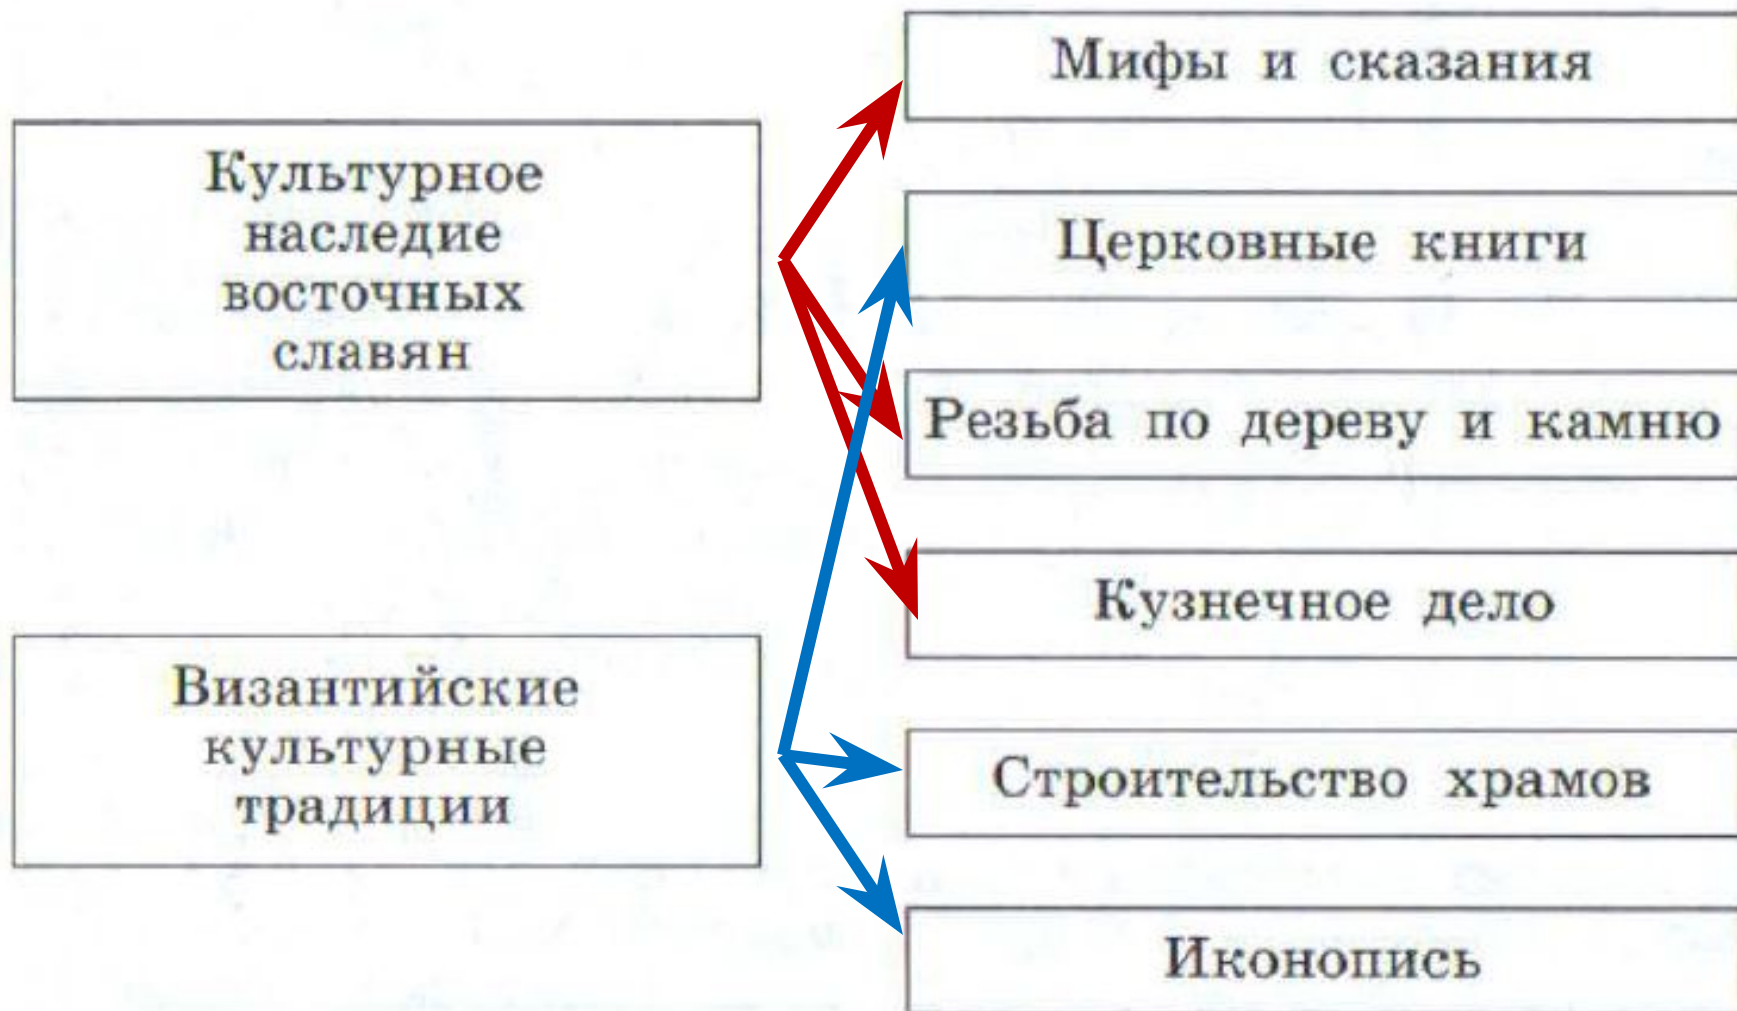 Культурное
наследие
восточных
славян
Византийские
культурные
традиции
Мифы и сказания
Церковные книги
Резьба по дереву и камню
Кузнечное дело
Строительство храмов
Иконопись